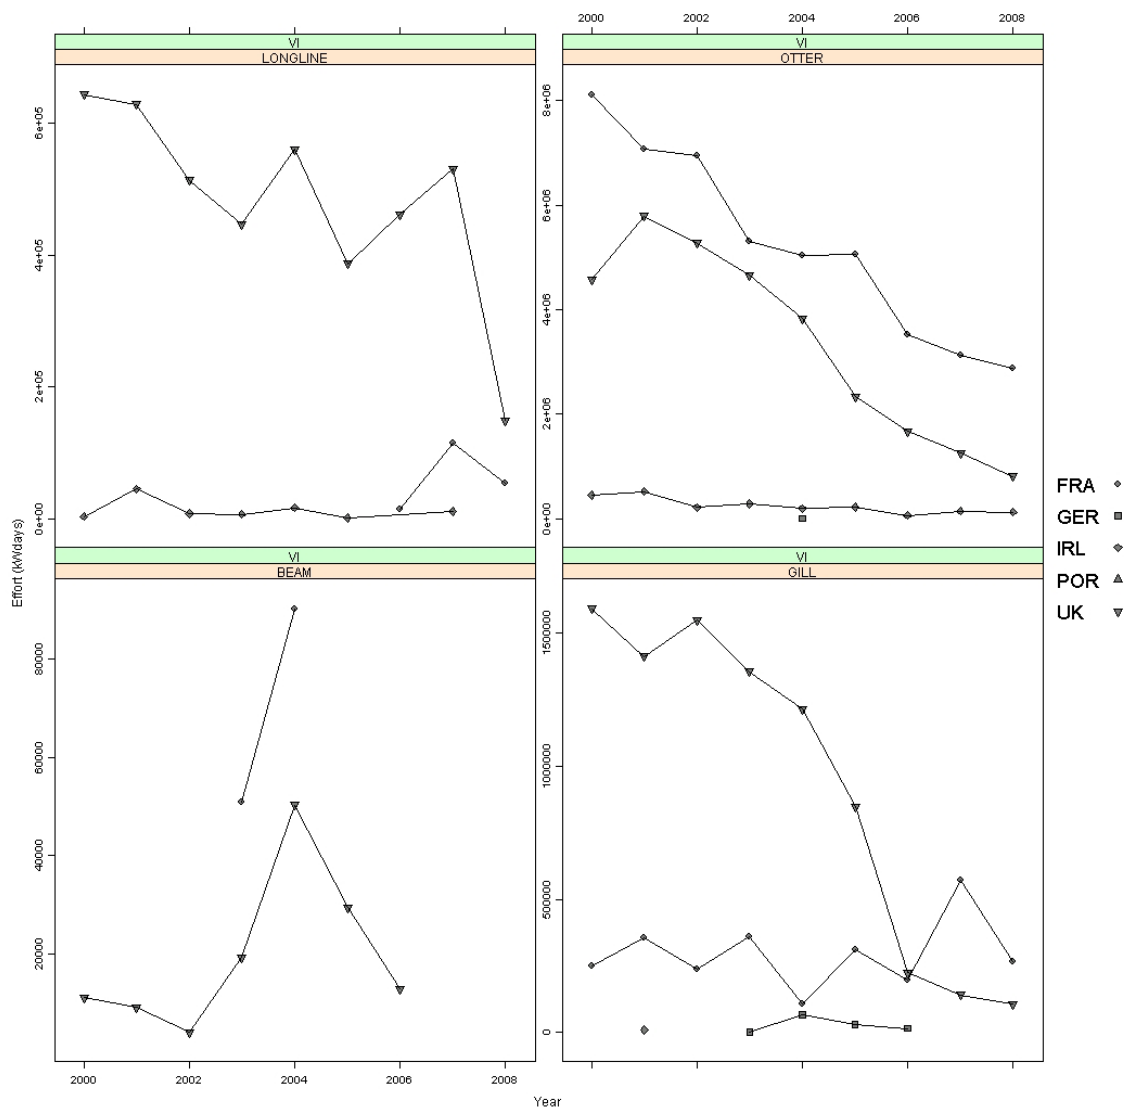 2000 2002 2004 2006 2008
VI VI
LONGLINE OTTER
6e+05
4e+05
2e+05
0e+00
8e+06
6e+06
4e+06
2e+06
0e+00
VI VI
BEAM GILL
80000
60000
40000
20000
1500000
1000000
500000
0
2000 2002 2004 2006 2008
Year
Effort (kWdays)
FRA
GER
IRL
POR
UK